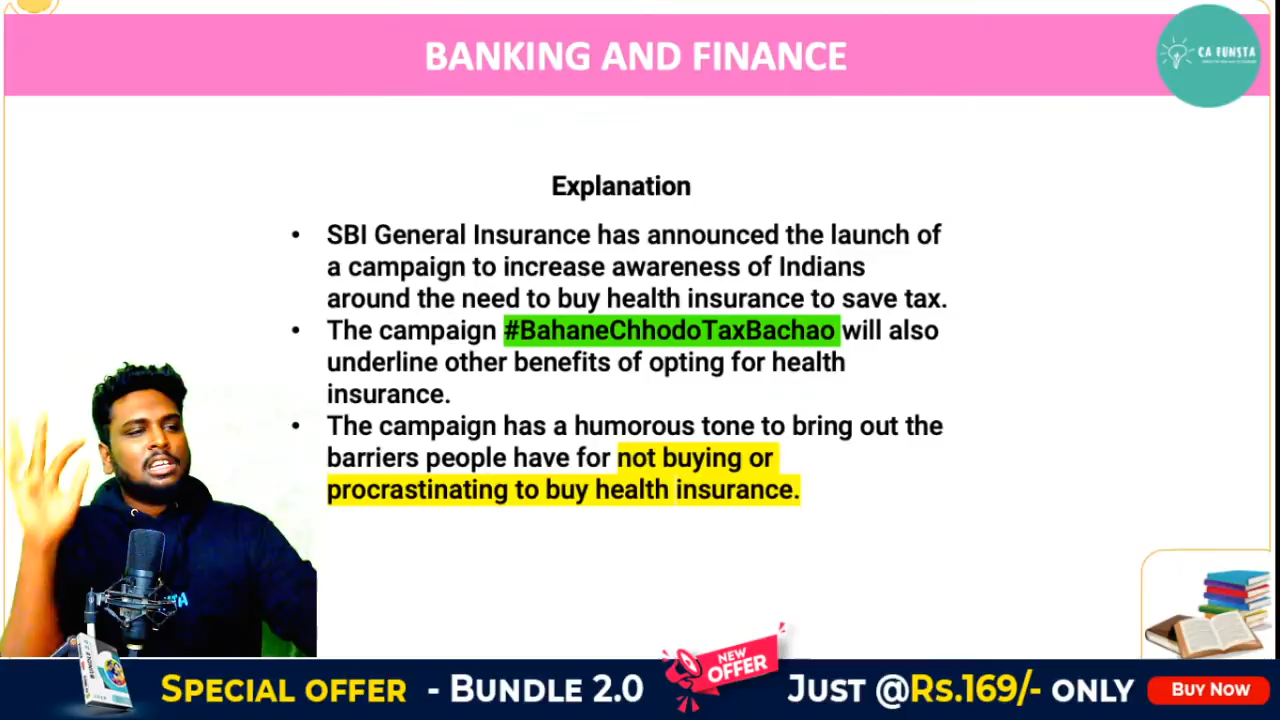 BANKING AND FINANCE
CA FUNSTA
Explanation
• SBI General Insurance has announced the launch of
a campaign to increase awareness of Indians
around the need to buy health insurance to save tax.
• The campaign #BahaneChhodoTaxBachao will also
underline other benefits of opting for health
insurance.
• The campaign has a humorous tone to bring out the
barriers people have for not buying or
procrastinating to buy health insurance.
BUNDLE 2.0
SPECIAL OFFER - BUNDLE 2.0
NEW
OFFER
JUST @Rs.169/- ONLY
Buy Now